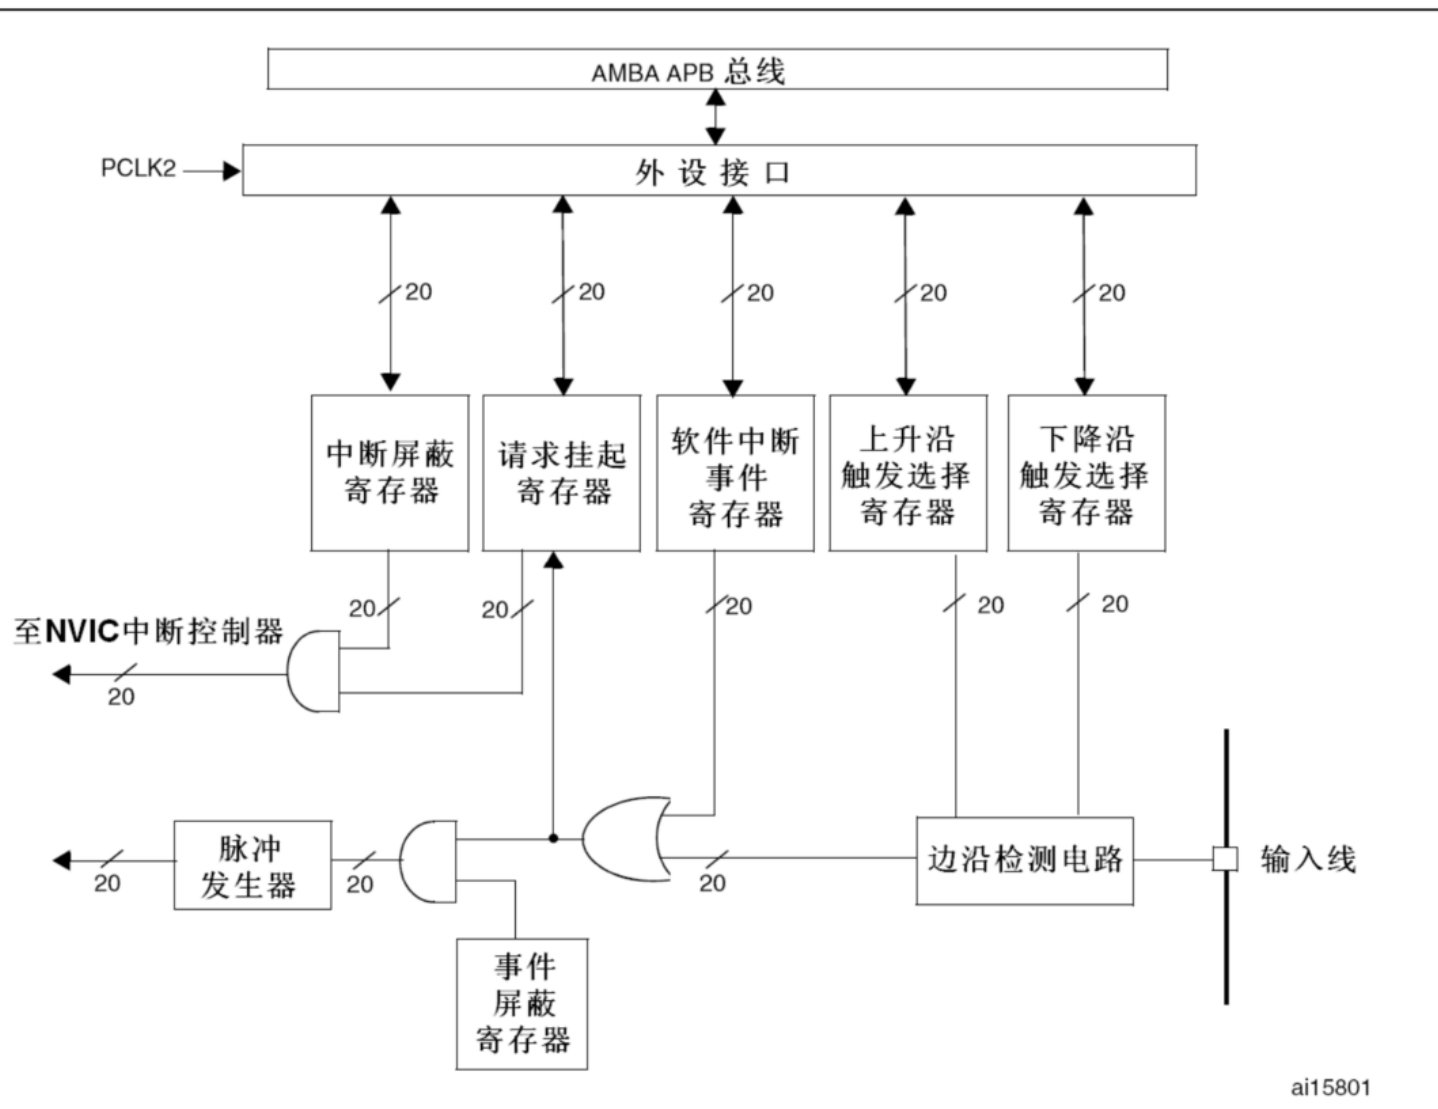 AMBA APB 总线
PCLK2
外设接口
20
20
20
20
20
中断屏蔽
寄存器
请求挂起
寄存器
软件中断
事件
寄存器
上升沿
触发选择
寄存器
下降沿
触发选择
寄存器
20
20
20
20
20
至NVIC中断控制器
20
脉冲
发生器
20
20
20
边沿检测电路
输入线
事件
屏蔽
寄存器
ai15801